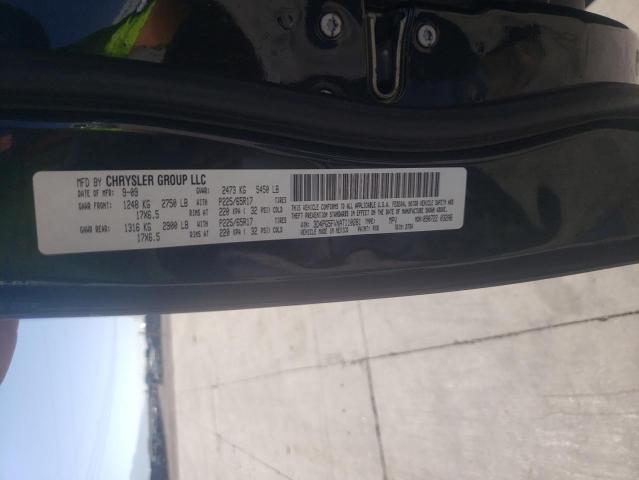 MFD BY CHRYSLER GROUP LLC
DATE OF MFR 9-09 GVWR: 2473 KG 5450 LB
GAWR FRONT: 1248 KG 2750 LB WITH P225/65R17 TIRES
17X6.5 RIMS AT 220 KPA ( 32 PSI) COLD
GAWR REAR: 1316 KG 2900 LB WITH P225/65R17 TIRES
17X6.5 RIMS AT 220 KPA ( 32 PSI) COLD
THIS VEHICLE CONFORMS TO ALL APPLICABLE U.S.A. FEDERAL MOTOR VEHICLE SAFETY AND
THEFT PREVENTION STANDARDS IN EFFECT ON THE DATE OF MANUFACTURE SHOWN ABOVE.
VIN: TYPE: MPV
VEHICLE MADE IN MEXICO PAINT: PXR